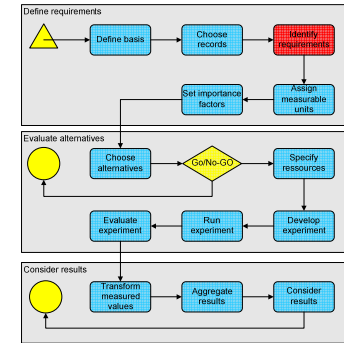 Define requirements
Define basis
Choose
records
Identify
requirements
Set importance
factors
Assign
measurable
units
Evaluate alternatives
Choose
alternatives
Go/No-GO
Specify
ressources
Evaluate
experiment
Run
experiment
Develop
experiment
Consider results
Transform
measured
values
Aggregate
results
Consider
results